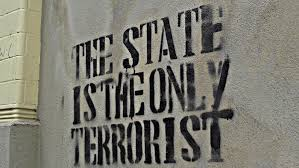 THE STATE
IS THE ONLY
TERRORIST